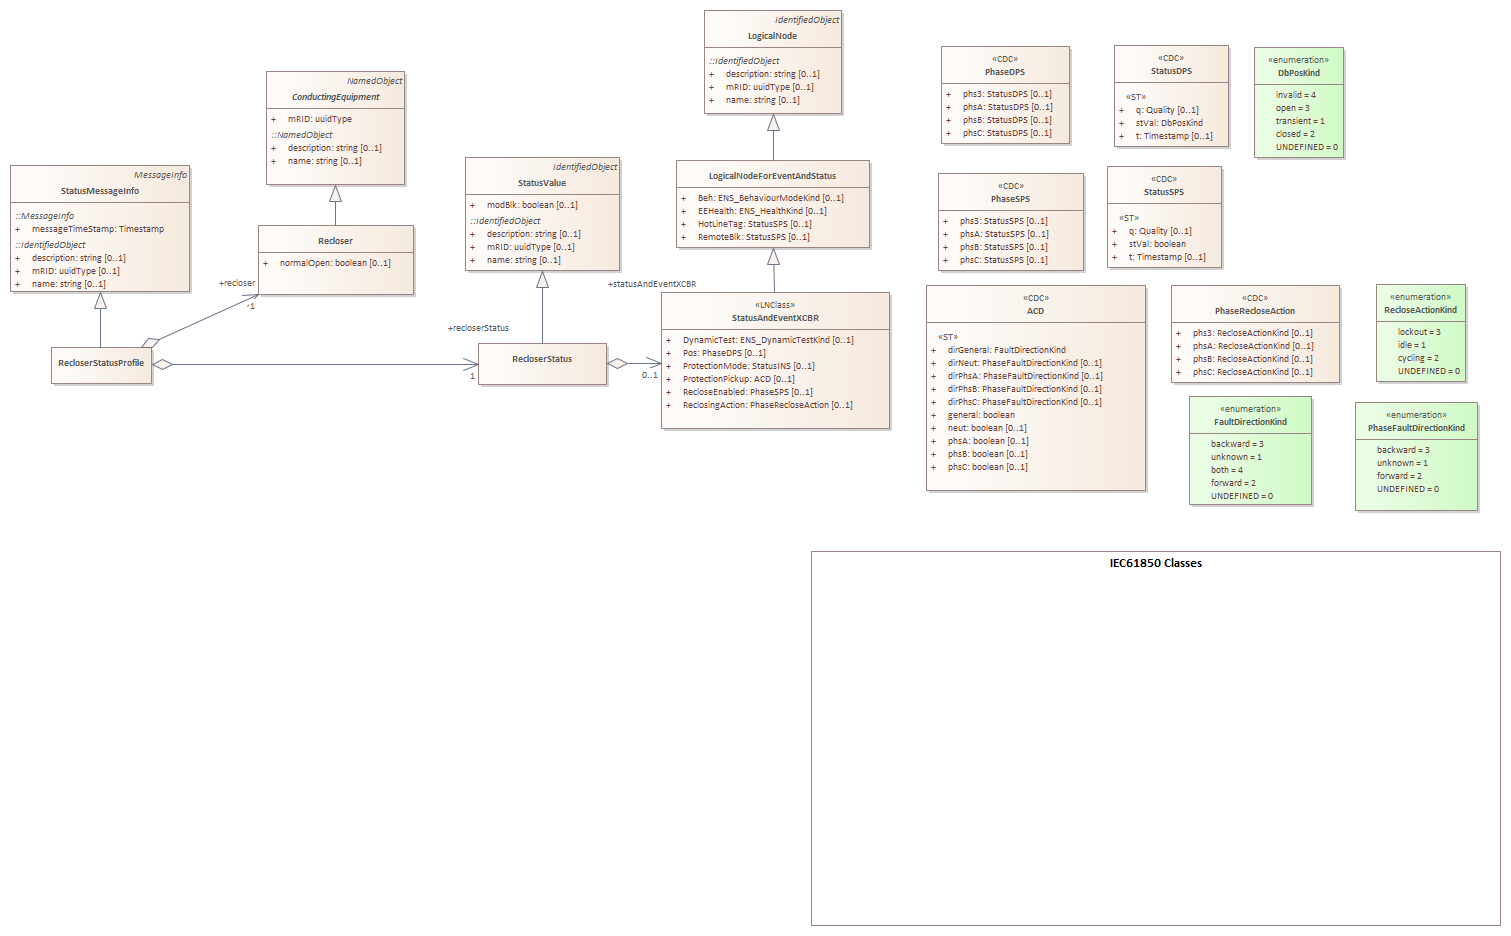 MessageInfo
StatusMessageInfo
::MessageInfo
+ messageTimeStamp: Timestamp
::IdentifiedObject
+ description: string [0..1]
+ mRID: uuidType [0..1]
+ name: string [0..1]
NamedObject
ConductingEquipment
+ mRID: uuidType
::NamedObject
+ description: string [0..1]
+ name: string [0..1]
Recloser
+ normalOpen: boolean [0..1]
+recloser
1
RecloserStatusProfile
IdentifiedObject
StatusValue
+ modBlk: boolean [0..1]
::IdentifiedObject
+ description: string [0..1]
+ mRID: uuidType [0..1]
+ name: string [0..1]
+recloserStatus
1
RecloserStatus
+statusAndEventXCBR
0..1
IdentifiedObject
LogicalNode
::IdentifiedObject
+ description: string [0..1]
+ mRID: uuidType [0..1]
+ name: string [0..1]
LogicalNodeForEventAndStatus
+ Beh: ENS_BehaviourModeKind [0..1]
+ EEHealth: ENS_HealthKind [0..1]
+ HotLineTag: StatusSPS [0..1]
+ RemoteBlk: StatusSPS [0..1]
«LNClass»
StatusAndEventXCBR
+ DynamicTest: ENS_DynamicTestKind [0..1]
+ Pos: PhaseDPS [0..1]
+ ProtectionMode: StatusINS [0..1]
+ ProtectionPickup: ACD [0..1]
+ RecloseEnabled: PhaseSPS [0..1]
+ ReclosingAction: PhaseRecloseAction [0..1]
«CDC»
PhaseDPS
+ phs3: StatusDPS [0..1]
+ phsA: StatusDPS [0..1]
+ phsB: StatusDPS [0..1]
+ phsC: StatusDPS [0..1]
«CDC»
StatusDPS
«ST»
+ q: Quality [0..1]
+ stVal: DbPosKind
+ t: Timestamp [0..1]
«enumeration»
DbPosKind
invalid = 4
open = 3
transient = 1
closed = 2
UNDEFINED = 0
«CDC»
PhaseSPS
+ phs3: StatusSPS [0..1]
+ phsA: StatusSPS [0..1]
+ phsB: StatusSPS [0..1]
+ phsC: StatusSPS [0..1]
«CDC»
StatusSPS
«ST»
+ q: Quality [0..1]
+ stVal: boolean
+ t: Timestamp [0..1]
«CDC»
ACD
«ST»
+ dirGeneral: FaultDirectionKind
+ dirNeut: PhaseFaultDirectionKind [0..1]
+ dirPhsA: PhaseFaultDirectionKind [0..1]
+ dirPhsB: PhaseFaultDirectionKind [0..1]
+ dirPhsC: PhaseFaultDirectionKind [0..1]
+ general: boolean
+ neut: boolean [0..1]
+ phsA: boolean [0..1]
+ phsB: boolean [0..1]
+ phsC: boolean [0..1]
«CDC»
PhaseRecloseAction
+ phs3: RecloseActionKind [0..1]
+ phsA: RecloseActionKind [0..1]
+ phsB: RecloseActionKind [0..1]
+ phsC: RecloseActionKind [0..1]
«enumeration»
RecloseActionKind
lockout = 3
idle = 1
cycling = 2
UNDEFINED = 0
«enumeration»
FaultDirectionKind
backward = 3
unknown = 1
both = 4
forward = 2
UNDEFINED = 0
«enumeration»
PhaseFaultDirectionKind
backward = 3
unknown = 1
forward = 2
UNDEFINED = 0
IEC61850 Classes